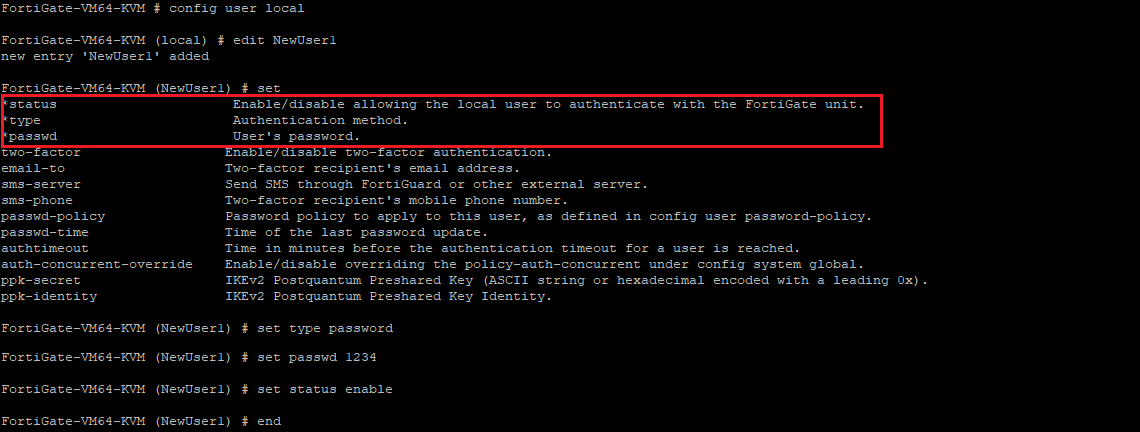 FortiGate-VM64-KVM # config user local
FortiGate-VM64-KVM (local) # edit NewUser1
new entry 'NewUser1' added
FortiGate-VM64-KVM (NewUser1) # set
*status Enable/disable allowing the local user to authenticate with the FortiGate unit.
*type Authentication method.
*passwd User's password.
two-factor Enable/disable two-factor authentication.
email-to Two-factor recipient's email address.
sms-server Send SMS through FortiGuard or other external server.
sms-phone Two-factor recipient's mobile phone number.
passwd-policy Password policy to apply to this user, as defined in config user password-policy.
passwd-time Time of the last password update.
authtimeout Time in minutes before the authentication timeout for a user is reached.
auth-concurrent-override Enable/disable overriding the policy-auth-concurrent under config system global.
ppk-secret IKEv2 Postquantum Preshared Key (ASCII string or hexadecimal encoded with a leading 0x).
ppk-identity IKEv2 Postquantum Preshared Key Identity.
FortiGate-VM64-KVM (NewUser1) # set type password
FortiGate-VM64-KVM (NewUser1) # set passwd 1234
FortiGate-VM64-KVM (NewUser1) # set status enable
FortiGate-VM64-KVM (NewUser1) # end